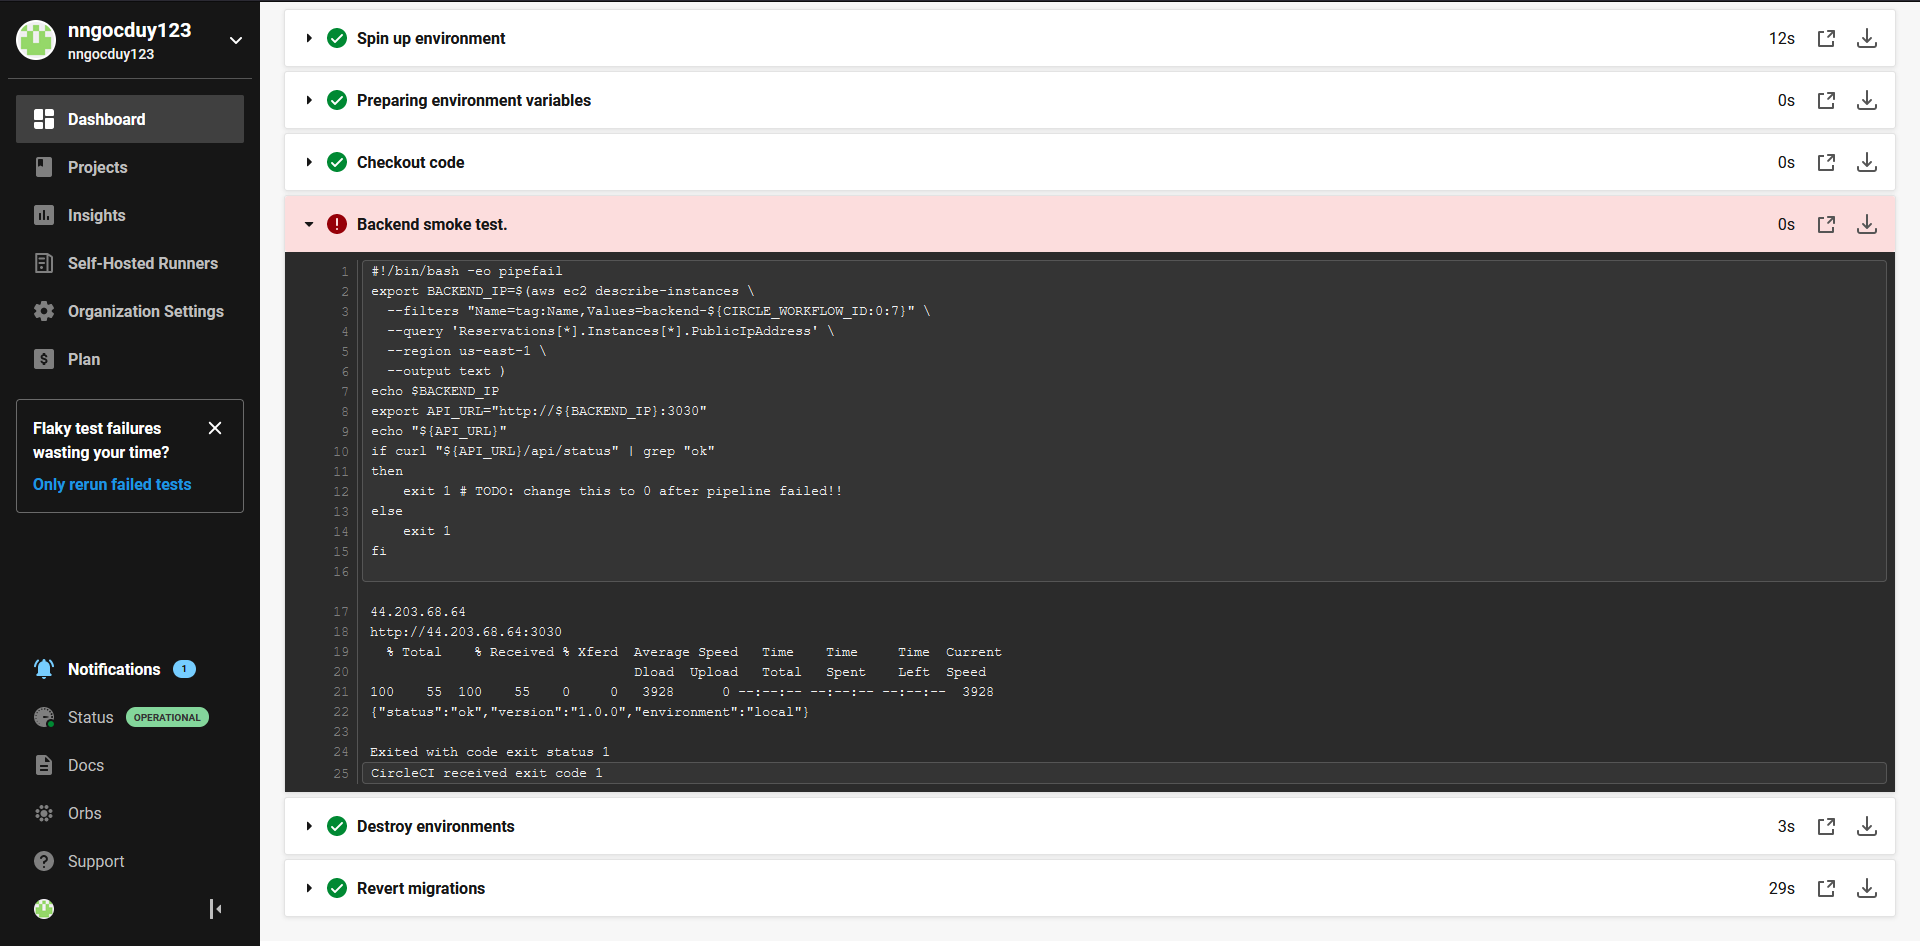 nngocduy123
nngocduy123
Dashboard
Projects
Insights
Self-Hosted Runners
Organization Settings
Plan
Flaky test failures
wasting your time?
Only rerun failed tests
Notifications 1
Status OPERATIONAL
Docs
Orbs
Support
Spin up environment 12s
Preparing environment variables 0s
Checkout code 0s
Backend smoke test. 0s
1 #!/bin/bash -eo pipefail
2 export BACKEND_IP=$(aws ec2 describe-instances \
3   --filters "Name=tag:Name,Values=backend-${CIRCLE_WORKFLOW_ID:0:7}" \
4   --query 'Reservations[*].Instances[*].PublicIpAddress' \
5   --region us-east-1 \
6   --output text )
7 echo $BACKEND_IP
8 export API_URL="http://${BACKEND_IP}:3030"
9 echo "${API_URL}"
10 if curl "${API_URL}/api/status" | grep "ok"
11 then
12     exit 1 # TODO: change this to 0 after pipeline failed!!
13 else
14     exit 1
15 fi
16
17 44.203.68.64
18 http://44.203.68.64:3030
19   % Total    % Received % Xferd  Average Speed   Time    Time     Time  Current
20                                  Dload  Upload   Total   Spent    Left  Speed
21 100    55  100    55    0     0   3928      0 --:--:-- --:--:-- --:--:--  3928
22 {"status":"ok","version":"1.0.0","environment":"local"}
23
24 Exited with code exit status 1
25 CircleCI received exit code 1
Destroy environments 3s
Revert migrations 29s